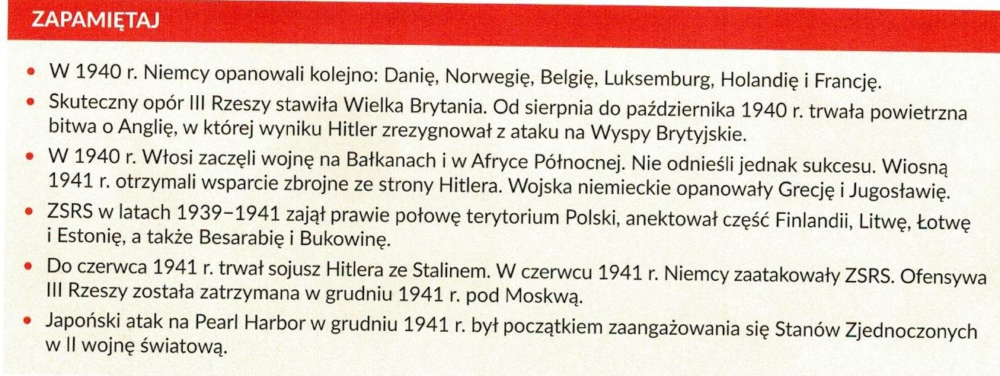 ZAPAMIĘTAJ
• W 1940 r. Niemcy opanowali kolejno: Danię, Norwegię, Belgię, Luksemburg, Holandię i Francję.
• Skuteczny opór III Rzeszy stawiła Wielka Brytania. Od sierpnia do października 1940 r. trwała powietrzna
bitwa o Anglię, w której wyniku Hitler zrezygnował z ataku na Wyspy Brytyjskie.
• W 1940 r. Włosi zaczęli wojnę na Bałkanach i w Afryce Północnej. Nie odnieśli jednak sukcesu. Wiosną
1941 r. otrzymali wsparcie zbrojne ze strony Hitlera. Wojska niemieckie opanowały Grecję i Jugosławię.
• ZSRS w latach 1939–1941 zajął prawie połowę terytorium Polski, anektował część Finlandii, Litwę, Łotwę
i Estonię, a także Besarabię i Bukowinę.
• Do czerwca 1941 r. trwał sojusz Hitlera ze Stalinem. W czerwcu 1941 r. Niemcy zaatakowały ZSRS. Ofensywa
III Rzeszy została zatrzymana w grudniu 1941 r. pod Moskwą.
• Japoński atak na Pearl Harbor w grudniu 1941 r. był początkiem zaangażowania się Stanów Zjednoczonych
w II wojnę światową.